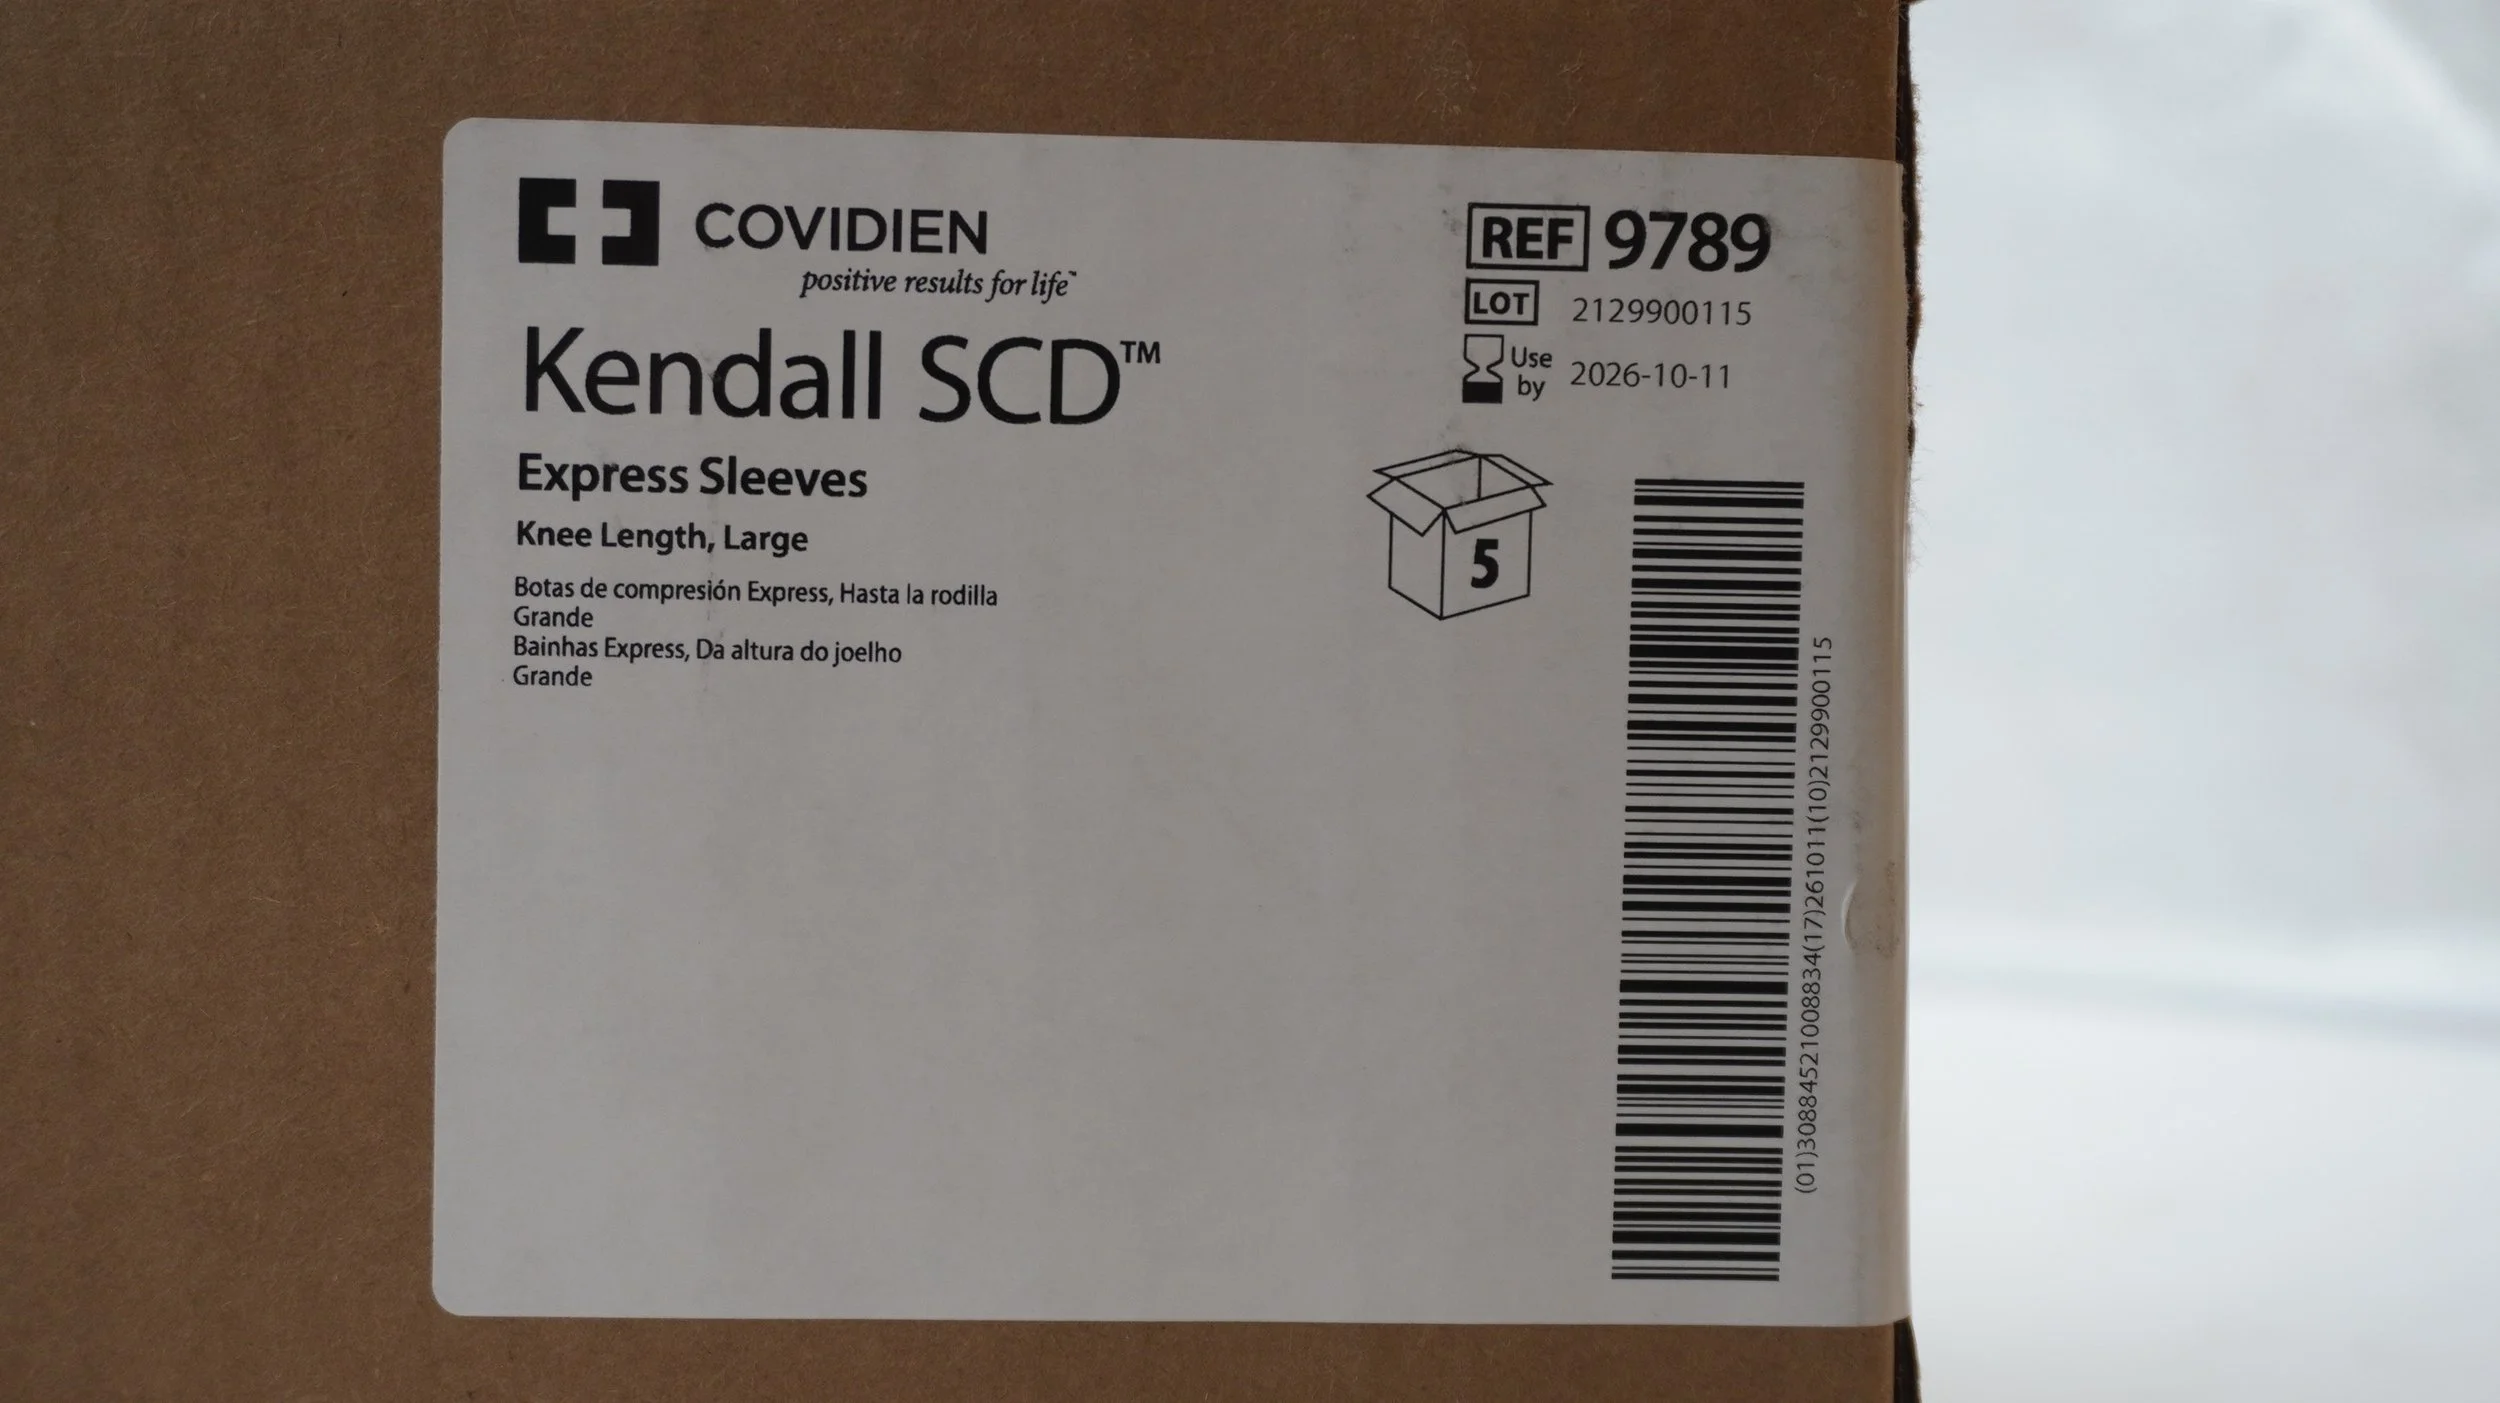 COVIDIEN
positive results for life™
Kendall SCD™
Express Sleeves
Knee Length, Large
Botas de compresión Express, Hasta la rodilla
Grande
Bainhas Express, Da altura do joelho
Grande
REF 9789
LOT 2129900115
Use by 2026-10-11
5
(01)30884521008834(17)261011(10)2129900115